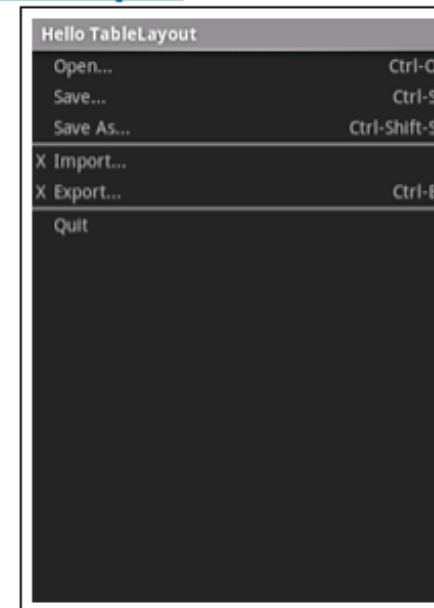 Hello TableLayout
Open... Ctrl-O
Save... Ctrl-S
Save As... Ctrl-Shift-S
X Import...
X Export... Ctrl-E
Quit